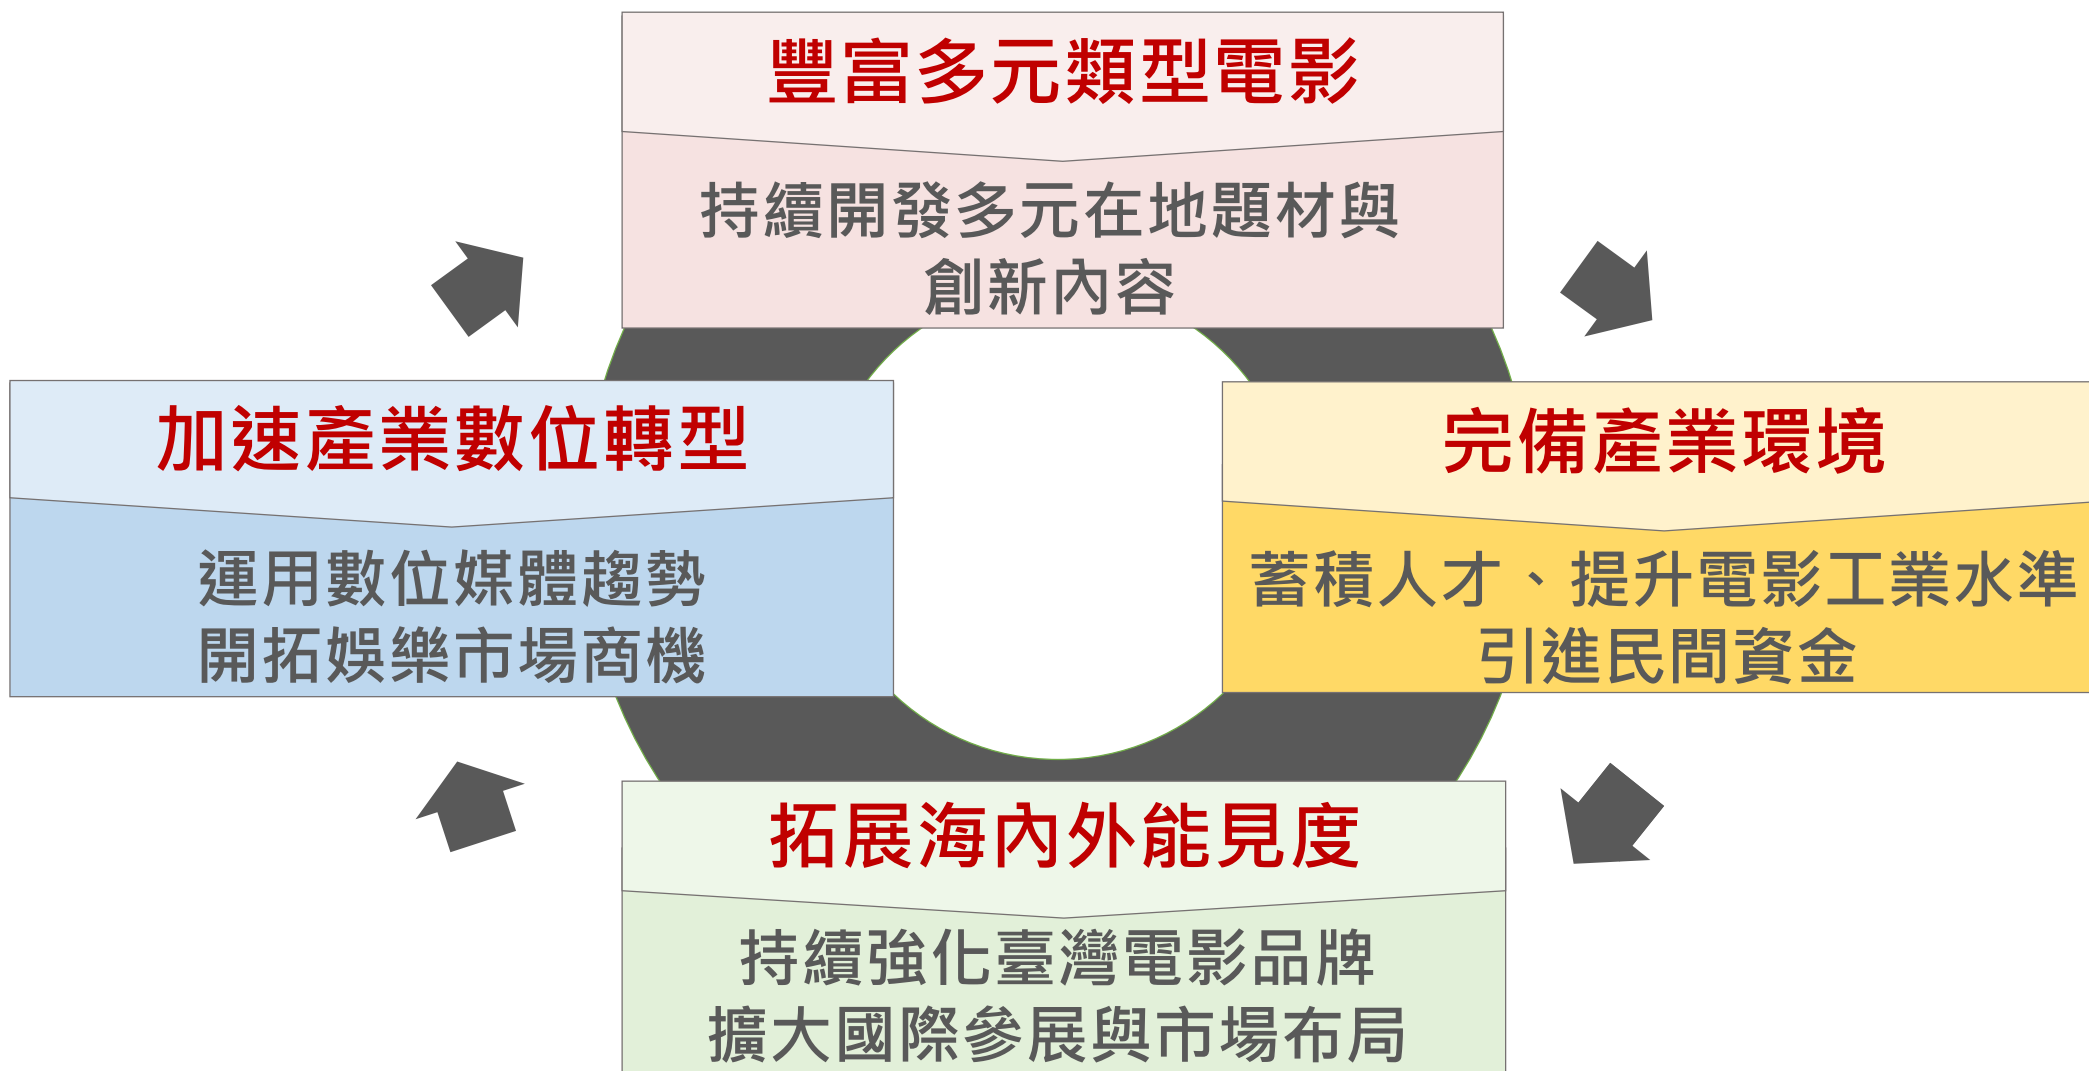 豐富多元類型電影
持續開發多元在地題材與
創新內容
加速產業數位轉型
運用數位媒體趨勢
開拓娛樂市場商機
完備產業環境
蓄積人才、提升電影工業水準
引進民間資金
拓展海內外能見度
持續強化臺灣電影品牌
擴大國際參展與市場布局